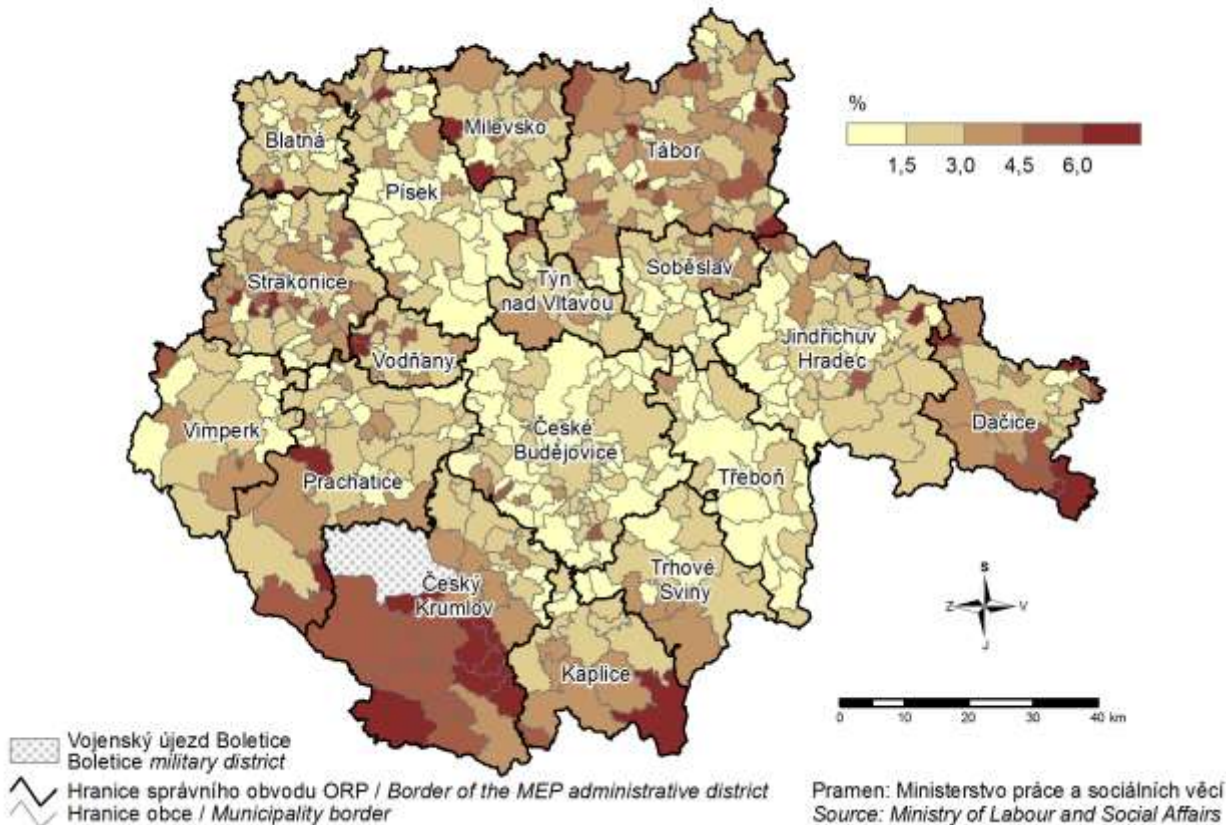 %
1,5 3,0 4,5 6,0
Blatná
Milevsko
Tábor
Písek
Strakonice
Týn
nad Vltavou
Soběslav
Vodňany
Jindřichův
Hradec
Vimperk
České
Budějovice
Dačice
Prachatice
Třeboň
Český
Krumlov
Trhové
Sviny
Kaplice
S
Z V
J
0 10 20 30 40 km
Vojenský újezd Boletice
Boletice military district
Hranice správního obvodu ORP / Border of the MEP administrative district
Hranice obce / Municipality border
Pramen: Ministerstvo práce a sociálních věcí
Source: Ministry of Labour and Social Affairs